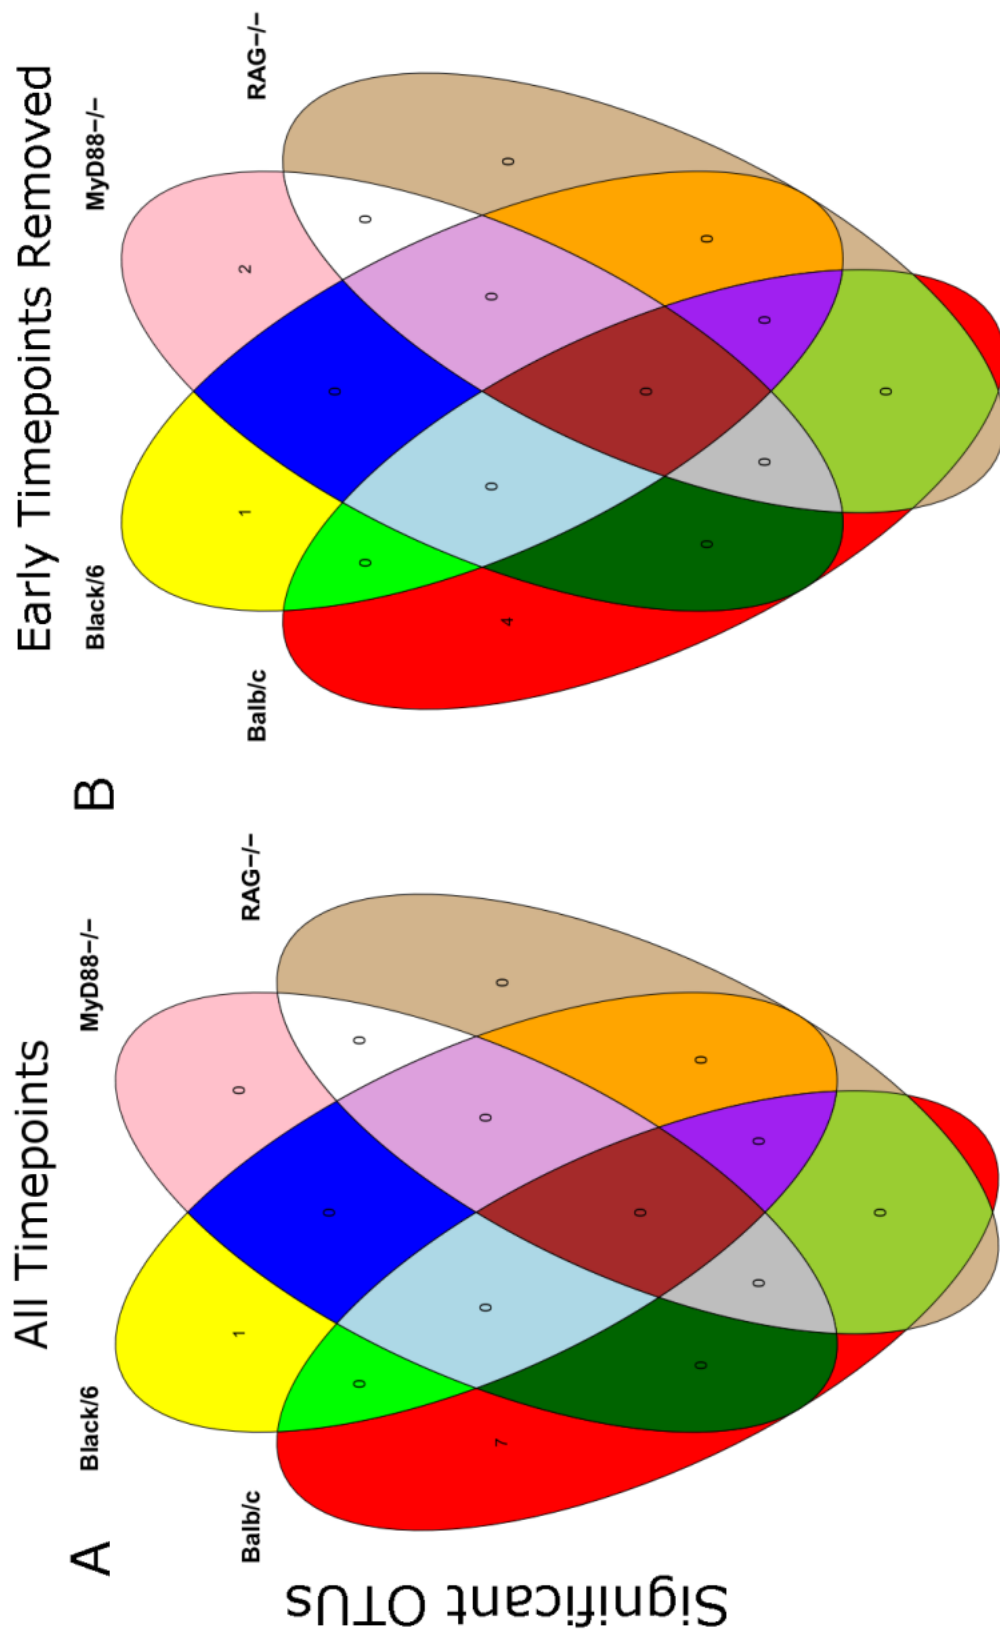 All Timepoints
Early Timepoints Removed
A
B
Significant OTUs
Balb/c
Black/6
MyD88−/−
RAG−/−
1
0
0
0
0
7
0
0
0
0
0
0
0
0
0
Balb/c
Black/6
MyD88−/−
RAG−/−
1
2
0
0
0
4
0
0
0
0
0
0
0
0
0